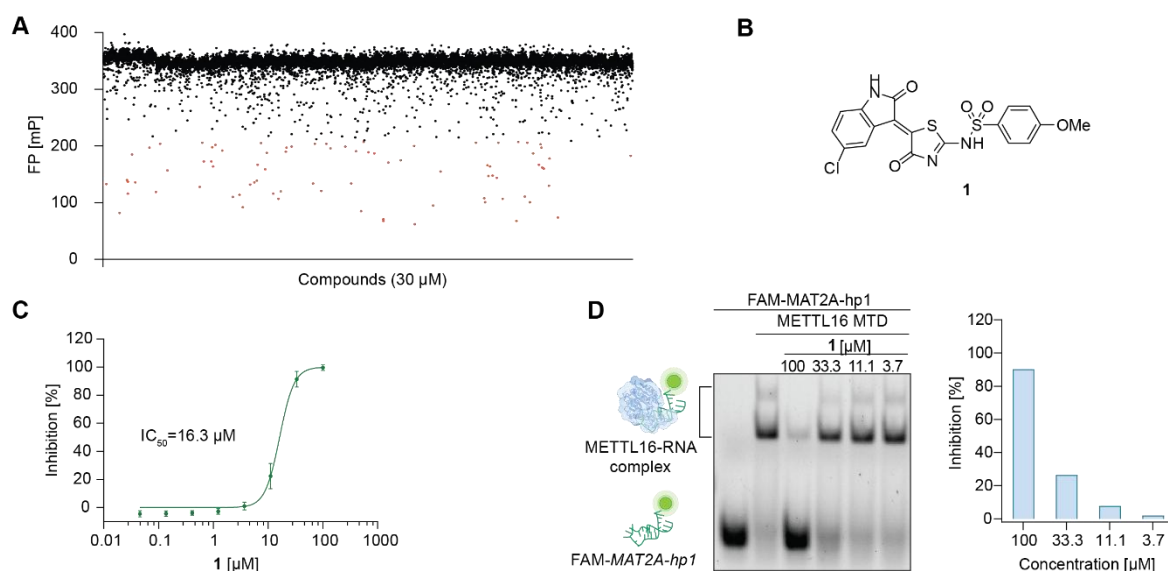 A
400
300
200
100
0
FP [mP]
Compounds (30 µM)
B
H
N
O
O
O
S
S
NH
N
O
Cl
OMe
1
C
120
100
80
60
40
20
0
Inhibition [%]
IC50=16.3 µM
0.01
0.1
1
10
100
1000
1 [µM]
D
FAM-MAT2A-hp1
METTL16 MTD
1 [µM]
100 33.3 11.1 3.7
METTL16-RNA
complex
FAM-MAT2A-hp1
120
100
80
60
40
20
0
Inhibition [%]
100
33.3
11.1
3.7
Concentration [µM]